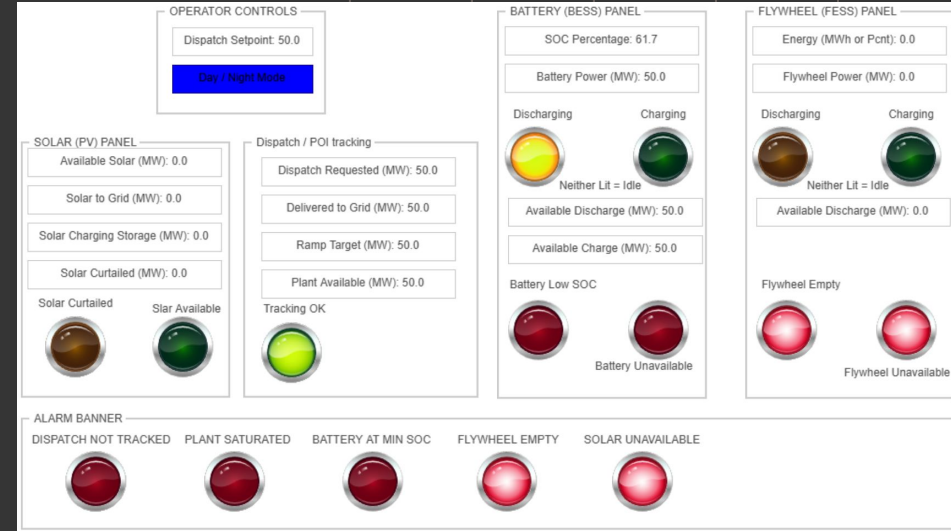 OPERATOR CONTROLS
Dispatch Setpoint: 50.0
Day / Night Mode
SOLAR (PV) PANEL
Available Solar (MW): 0.0
Solar to Grid (MW): 0.0
Solar Charging Storage (MW): 0.0
Solar Curtailed (MW): 0.0
Solar Curtailed
Slar Available
Dispatch / POI tracking
Dispatch Requested (MW): 50.0
Delivered to Grid (MW): 50.0
Ramp Target (MW): 50.0
Plant Available (MW): 50.0
Tracking OK
BATTERY (BESS) PANEL
SOC Percentage: 61.7
Battery Power (MW): 50.0
Discharging
Charging
Neither Lit = Idle
Available Discharge (MW): 50.0
Available Charge (MW): 50.0
Battery Low SOC
Battery Unavailable
FLYWHEEL (FESS) PANEL
Energy (MWh or Pcnt): 0.0
Flywheel Power (MW): 0.0
Discharging
Charging
Neither Lit = Idle
Available Discharge (MW): 0.0
Flywheel Empty
Flywheel Unavailable
ALARM BANNER
DISPATCH NOT TRACKED
PLANT SATURATED
BATTERY AT MIN SOC
FLYWHEEL EMPTY
SOLAR UNAVAILABLE